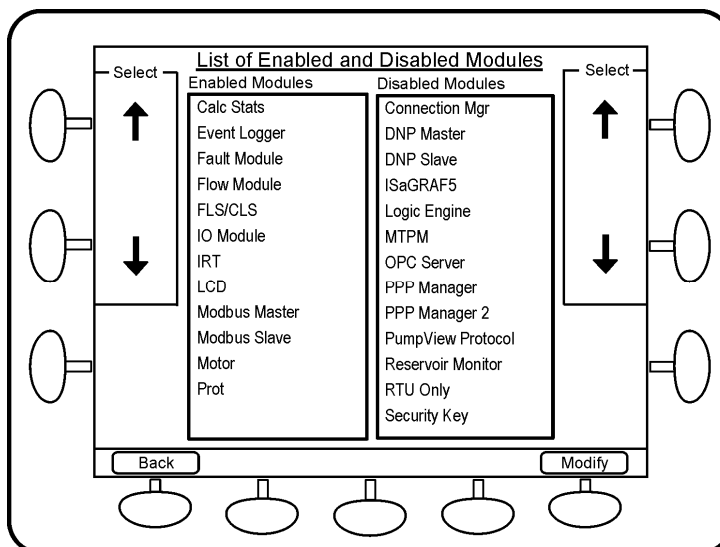 List of Enabled and Disabled Modules
Select
Select
Enabled Modules
Calc Stats
Event Logger
Fault Module
Flow Module
FLS/CLS
IO Module
IRT
LCD
Modbus Master
Modbus Slave
Motor
Prot
Disabled Modules
Connection Mgr
DNP Master
DNP Slave
ISaGRAF5
Logic Engine
MTPM
OPC Server
PPP Manager
PPP Manager 2
PumpView Protocol
Reservoir Monitor
RTU Only
Security Key
Back
Modify